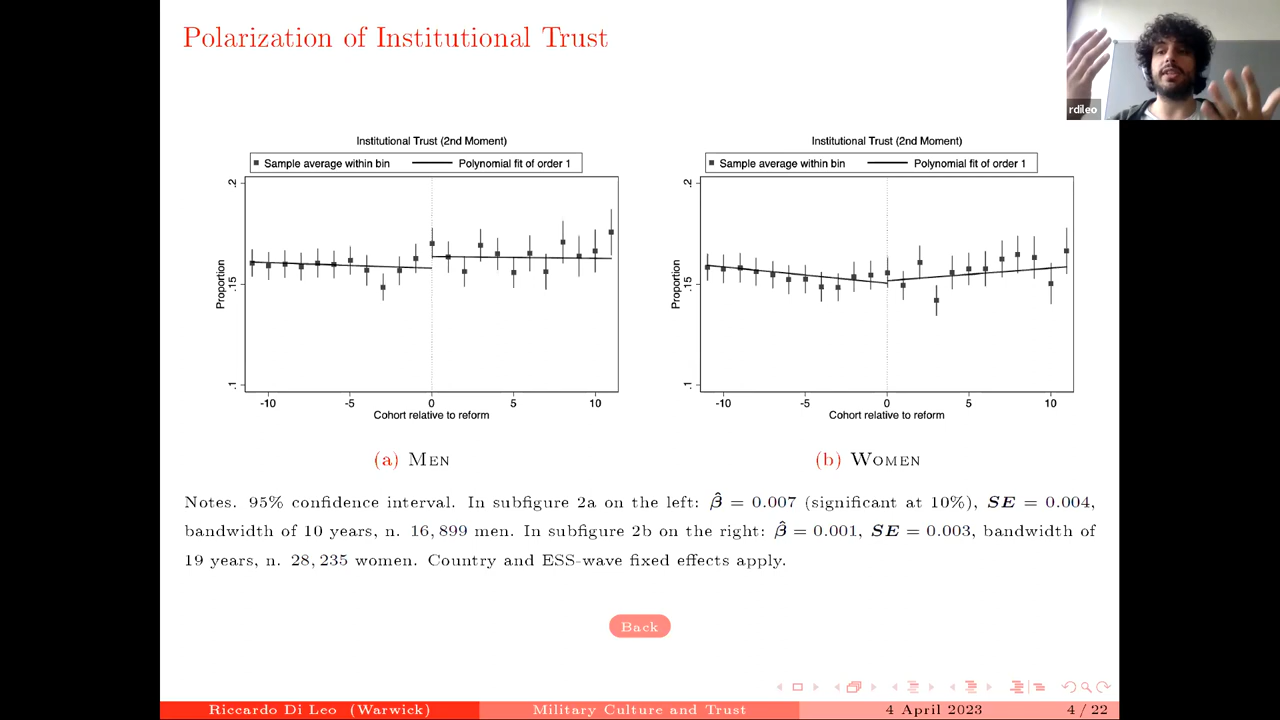 Polarization of Institutional Trust
rdileo
Institutional Trust (2nd Moment)
Sample average within bin
Polynomial fit of order 1
.2
.15
.1
Proportion
-10
-5
0
5
10
Cohort relative to reform
(a) Men
Institutional Trust (2nd Moment)
Sample average within bin
Polynomial fit of order 1
.2
.15
.1
Proportion
-10
-5
0
5
10
Cohort relative to reform
(b) Women
Notes. 95% confidence interval. In subfigure 2a on the left: β̂ = 0.007 (significant at 10%), SE = 0.004,
bandwidth of 10 years, n. 16,899 men. In subfigure 2b on the right: β̂ = 0.001, SE = 0.003, bandwidth of
19 years, n. 28,235 women. Country and ESS-wave fixed effects apply.
Back
Riccardo Di Leo (Warwick)
Military Culture and Trust
4 April 2023
4 / 22